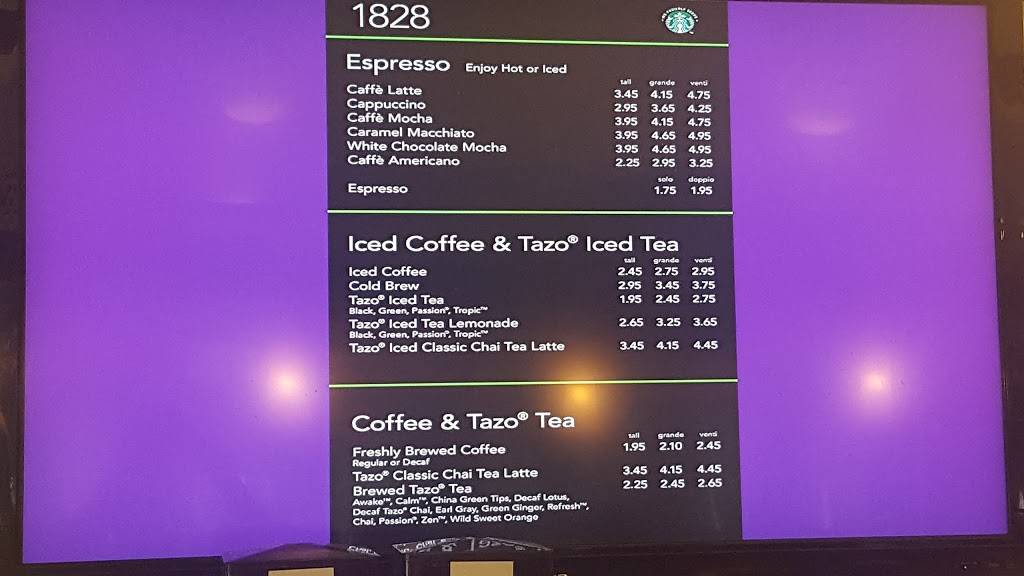 1828
Espresso Enjoy Hot or Iced
tall grande venti
Caffè Latte 3.45 4.15 4.75
Cappuccino 2.95 3.65 4.25
Caffè Mocha 3.95 4.15 4.75
Caramel Macchiato 3.95 4.65 4.95
White Chocolate Mocha 3.95 4.65 4.95
Caffè Americano 2.25 2.95 3.25
solo doppio
Espresso 1.75 1.95
Iced Coffee & Tazo® Iced Tea
tall grande venti
Iced Coffee 2.45 2.75 2.95
Cold Brew 2.95 3.45 3.75
Tazo® Iced Tea 1.95 2.45 2.75
Black, Green, Passion®, Tropic™
Tazo® Iced Tea Lemonade 2.65 3.25 3.65
Black, Green, Passion®, Tropic™
Tazo® Iced Classic Chai Tea Latte 3.45 4.15 4.45
Coffee & Tazo® Tea
tall grande venti
Freshly Brewed Coffee 1.95 2.10 2.45
Regular or Decaf
Tazo® Classic Chai Tea Latte 3.45 4.15 4.45
Brewed Tazo® Tea 2.25 2.45 2.65
Awake™, Calm™, China Green Tips, Decaf Lotus,
Decaf Tazo® Chai, Earl Gray, Green Ginger, Refresh™,
Chai, Passion®, Zen™, Wild Sweet Orange